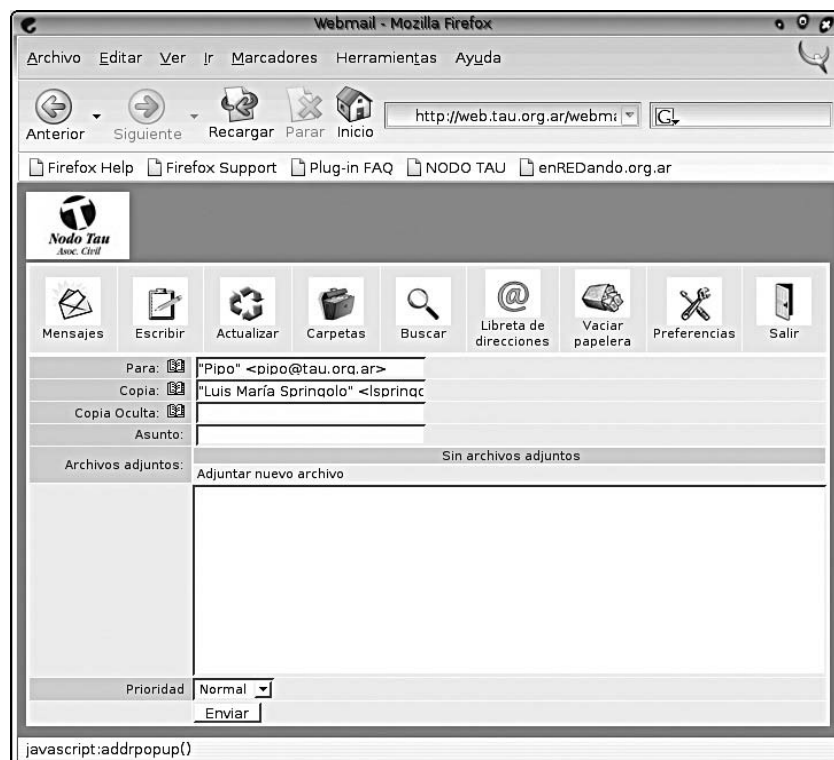 Webmail - Mozilla Firefox
Archivo Editar Ver Ir Marcadores Herramientas Ayuda
Anterior Siguiente Recargar Parar Inicio http://web.tau.org.ar/webma G
Firefox Help Firefox Support Plug-in FAQ NODO TAU enREDando.org.ar
Nodo Tau
Asoc. Civil
Mensajes Escribir Actualizar Carpetas Buscar Libreta de direcciones Vaciar papelera Preferencias Salir
Para: "Pipo" <pipo@tau.org.ar>
Copia: "Luis María Springolo" <lspringo
Copia Oculta:
Asunto:
Archivos adjuntos: Sin archivos adjuntos
Adjuntar nuevo archivo
Prioridad Normal
Enviar
javascript:addrpopup()